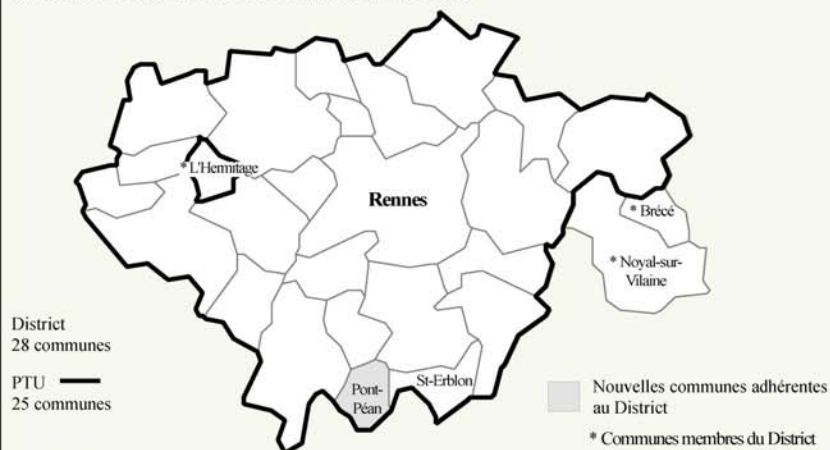 * L'Hermitage
Rennes
* Brécé
* Noyal-sur-
Vilaine
District
28 communes
PTU
25 communes
Pont-
Péan
St-Erblon
Nouvelles communes adhérentes
au District
* Communes membres du District